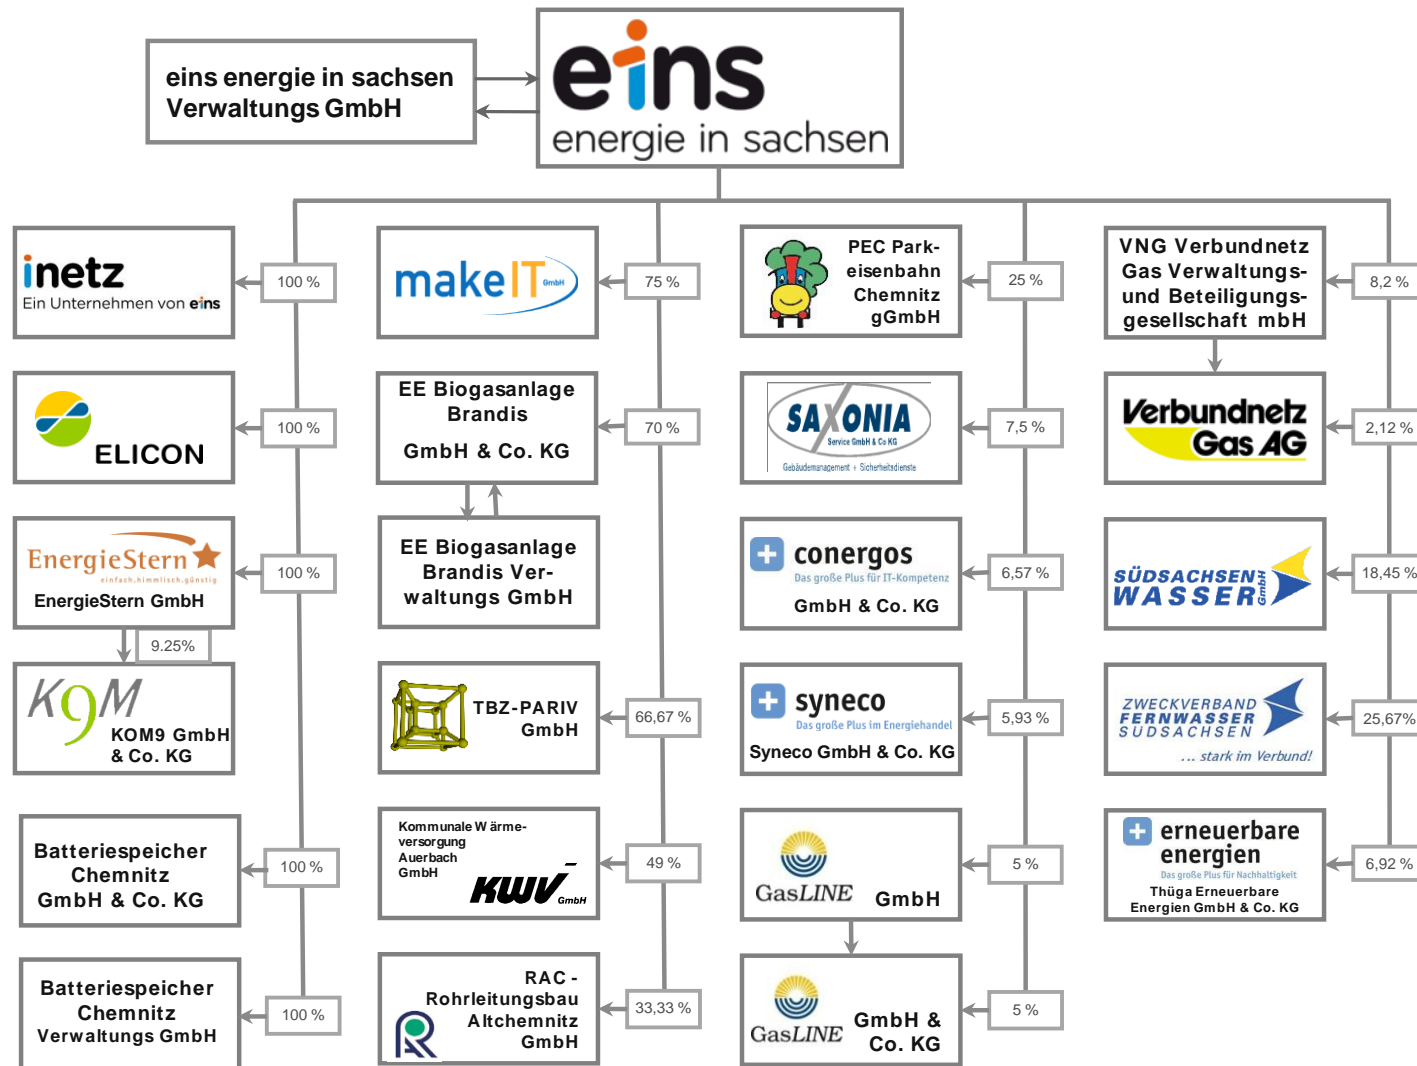 eins energie in sachsen
Verwaltungs GmbH
eins
energie in sachsen
inetz
Ein Unternehmen von eins
100 %
ELICON
100 %
EnergieStern
einfach.himmlisch.günstig
EnergieStern GmbH
100 %
9.25%
K9M
KOM9 GmbH
& Co. KG
Batteriespeicher
Chemnitz
GmbH & Co. KG
100 %
Batteriespeicher
Chemnitz
Verwaltungs GmbH
100 %
makeIT GmbH
75 %
EE Biogasanlage
Brandis
GmbH & Co. KG
70 %
EE Biogasanlage
Brandis Ver-
waltungs GmbH
TBZ-PARIV
GmbH
66,67 %
Kommunale Wärme-
versorgung
Auerbach
GmbH
KWV GmbH
49 %
RAC -
Rohrleitungsbau
Altchemnitz
GmbH
33,33 %
PEC Park-
eisenbahn
Chemnitz
gGmbH
25 %
SAXONIA
Service GmbH & Co KG
Gebäudemanagement + Sicherheitsdienste
7,5 %
conergos
Das große Plus für IT-Kompetenz
GmbH & Co. KG
6,57 %
syneco
Das große Plus im Energiehandel
Syneco GmbH & Co. KG
5,93 %
GasLINE GmbH
5 %
GasLINE GmbH &
Co. KG
5 %
VNG Verbundnetz
Gas Verwaltungs-
und Beteiligungs-
gesellschaft mbH
8,2 %
Verbundnetz
Gas AG
2,12 %
SÜDSACHSEN
WASSER GmbH
18,45 %
ZWECKVERBAND
FERNWASSER
SÜDSACHSEN
... stark im Verbund!
25,67%
erneuerbare
energien
Das große Plus für Nachhaltigkeit
Thüga Erneuerbare
Energien GmbH & Co. KG
6,92 %